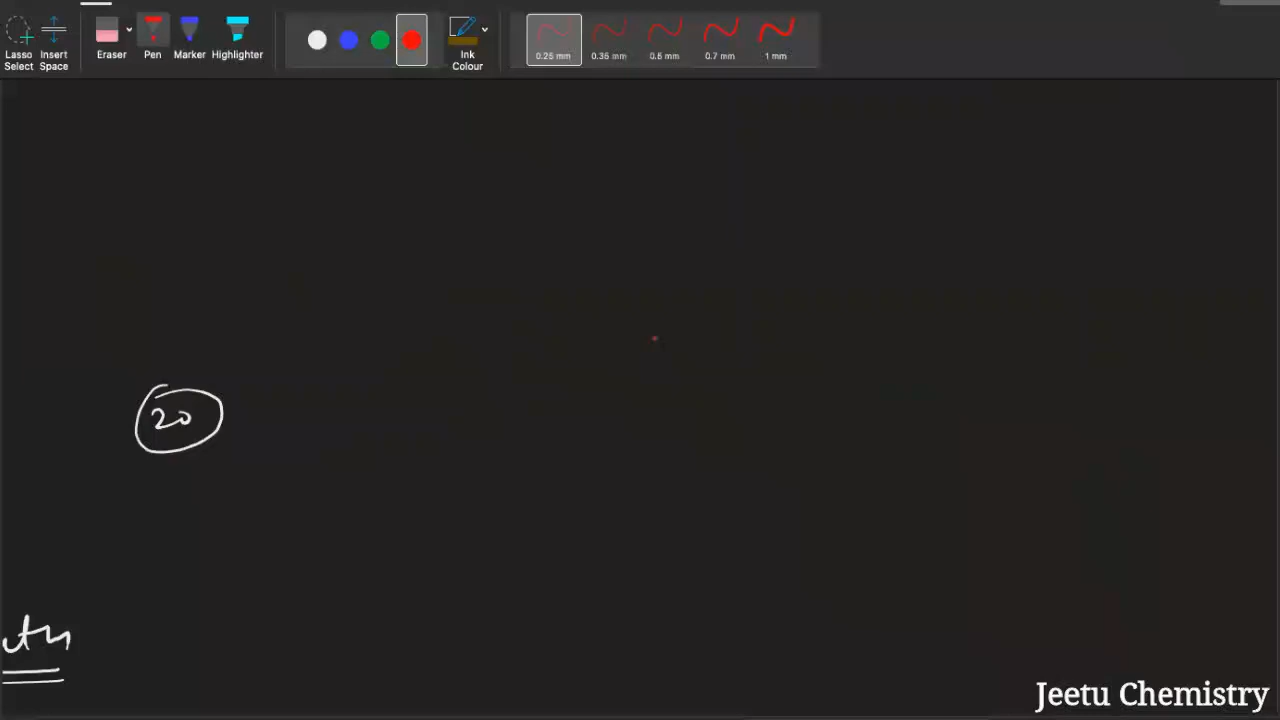 Lasso Select
Insert Space
Eraser
Pen
Marker
Highlighter
Ink Colour
0.25 mm
0.35 mm
0.5 mm
0.7 mm
1 mm
20
Jeetu Chemistry